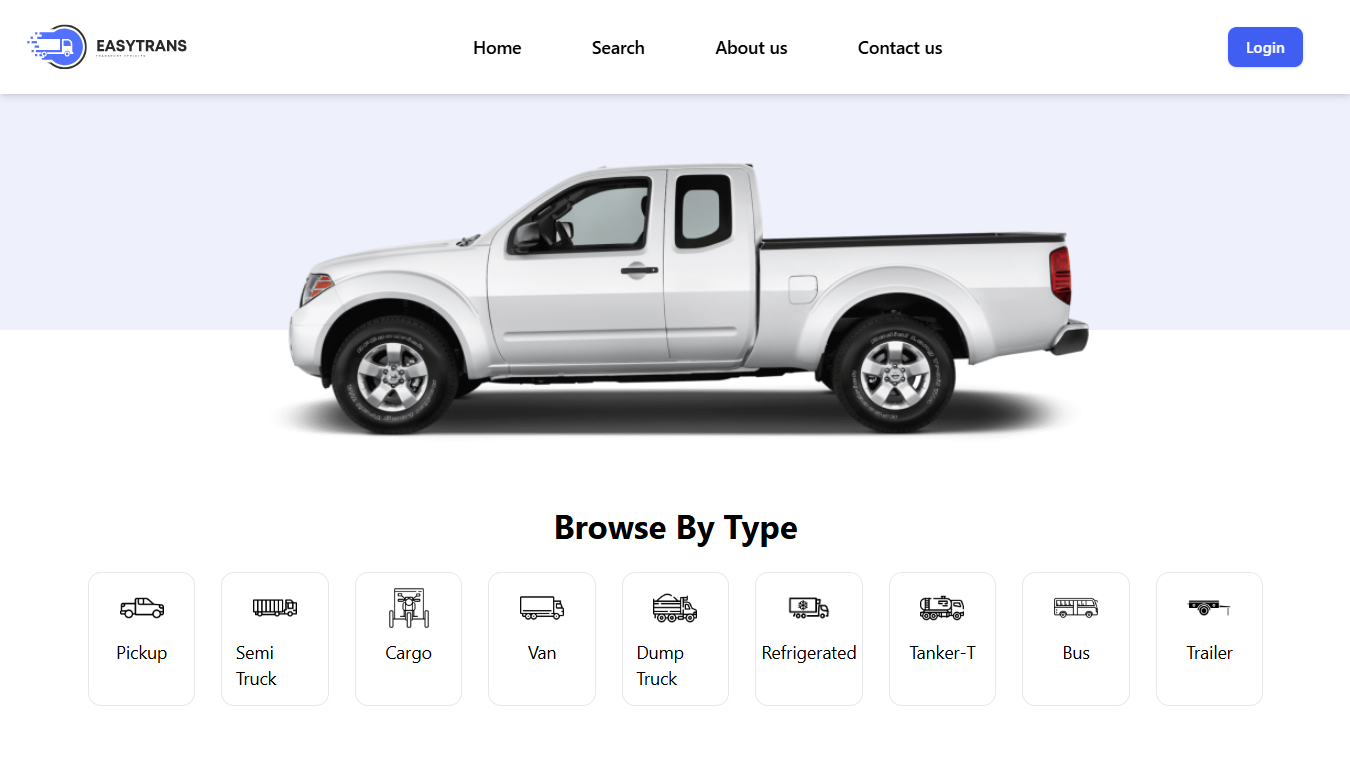 EASYTRANS
Home
Search
About us
Contact us
Login
Browse By Type
Pickup
Semi
Truck
Cargo
Van
Dump
Truck
Refrigerated
Tanker-T
Bus
Trailer